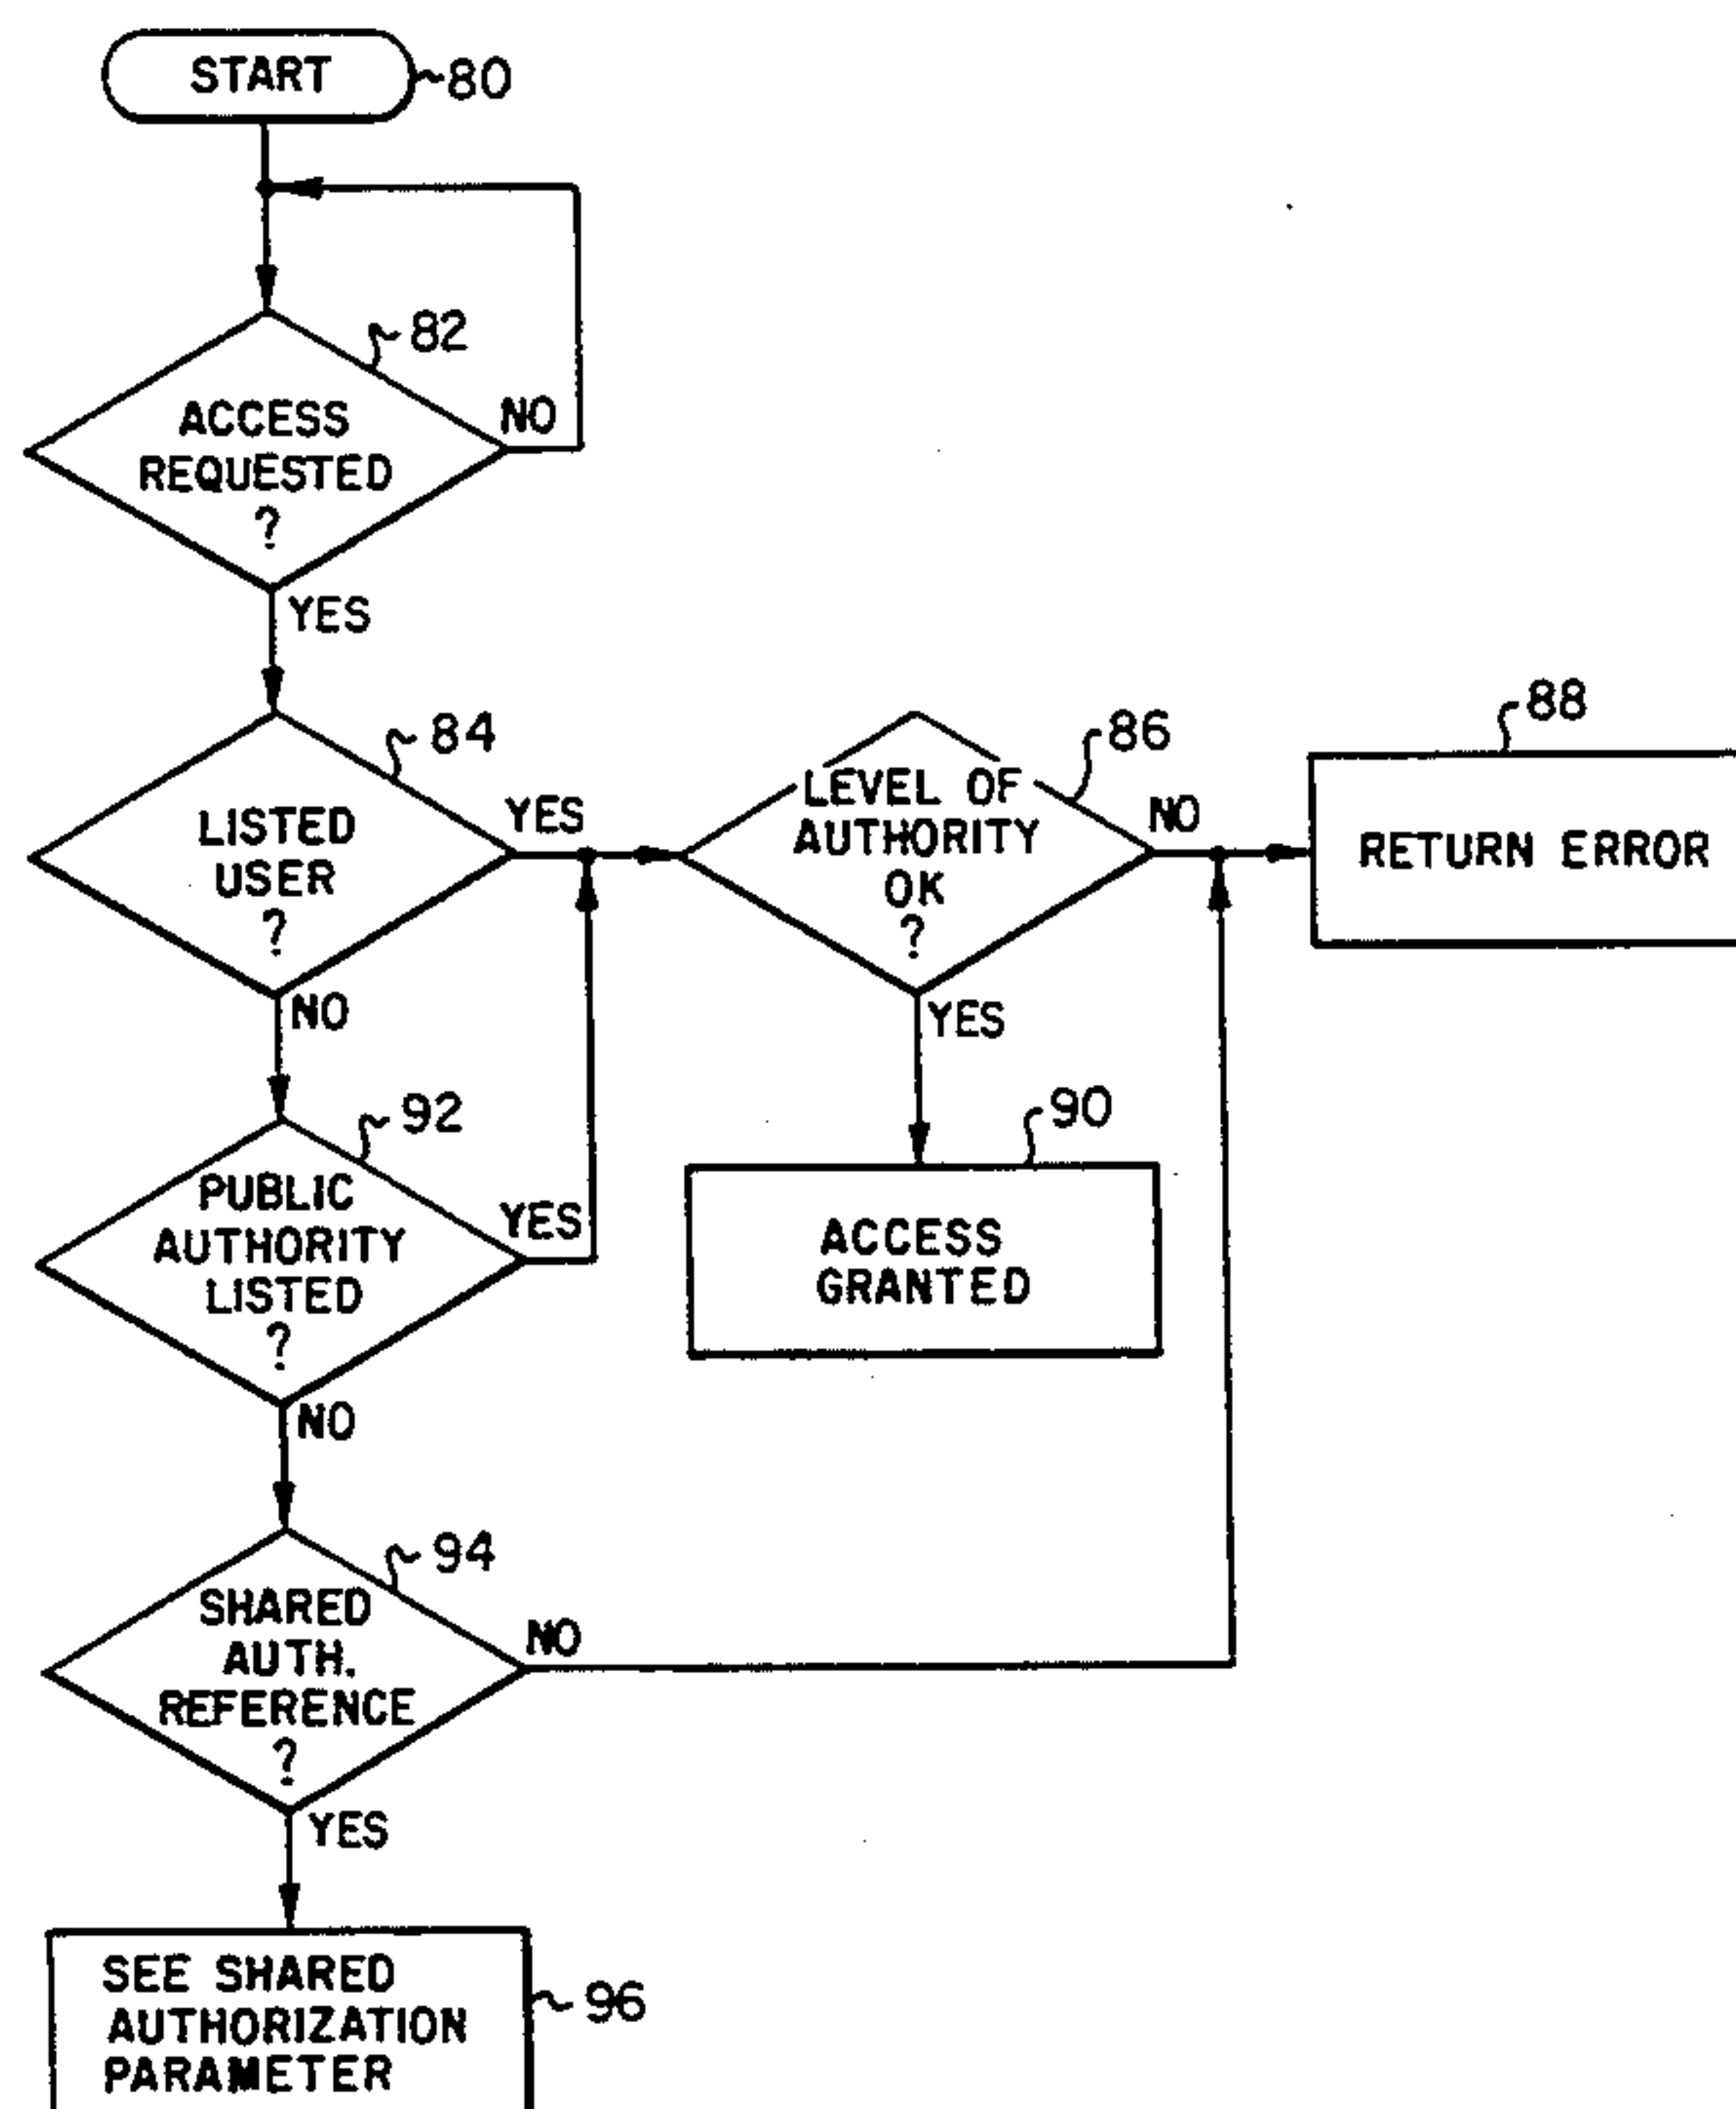 START
80
82
ACCESS
REQUESTED
?
NO
YES
84
LISTED
USER
?
YES
NO
86
LEVEL OF
AUTHORITY
OK
?
NO
YES
88
RETURN ERROR
90
ACCESS
GRANTED
92
PUBLIC
AUTHORITY
LISTED
?
YES
NO
94
SHARED
AUTH.
REFERENCE
?
NO
YES
SEE SHARED
AUTHORIZATION
PARAMETER
96